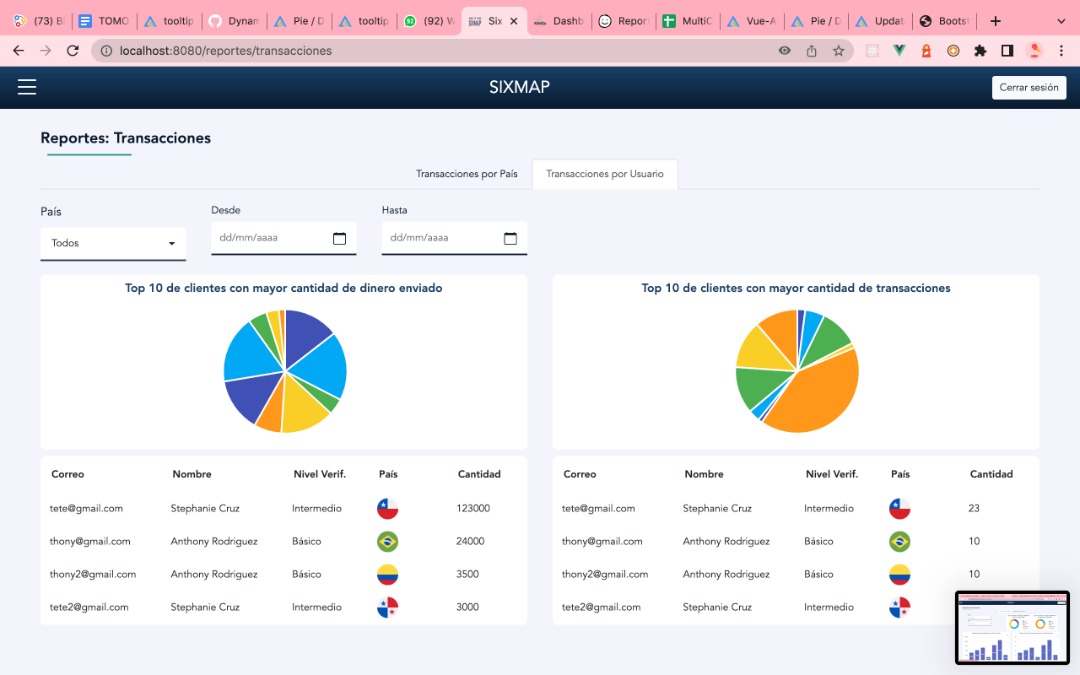 (73) B
TOMO
tooltip
Dynan
Pie / D
tooltip
(92) W
Six
Dashb
Report
MultiC
Vue-A
Pie / D
Updat
Bootst
localhost:8080/reportes/transacciones
SIXMAP
Cerrar sesión
Reportes: Transacciones
Transacciones por País
Transacciones por Usuario
País
Desde
Hasta
Todos
dd/mm/aaaa
dd/mm/aaaa
Top 10 de clientes con mayor cantidad de dinero enviado
Top 10 de clientes con mayor cantidad de transacciones
Correo Nombre Nivel Verif. País Cantidad
tete@gmail.com Stephanie Cruz Intermedio 123000
thony@gmail.com Anthony Rodriguez Básico 24000
thony2@gmail.com Anthony Rodriguez Básico 3500
tete2@gmail.com Stephanie Cruz Intermedio 3000
Correo Nombre Nivel Verif. País Cantidad
tete@gmail.com Stephanie Cruz Intermedio 23
thony@gmail.com Anthony Rodriguez Básico 10
thony2@gmail.com Anthony Rodriguez Básico 10
tete2@gmail.com Stephanie Cruz Intermedio